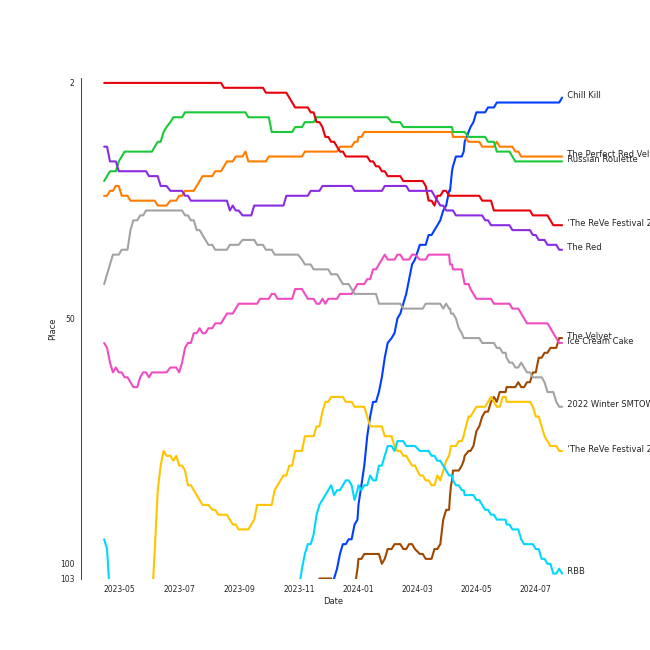 2
Chill Kill
The Perfect Red Vel
Russian Roulette
'The ReVe Festival 2
The Red
50
Place
The Velvet
Ice Cream Cake
2022 Winter SMTOW
'The ReVe Festival 2
100
103
RBB
2023-05 2023-07 2023-09 2023-11 2024-01 2024-03 2024-05 2024-07
Date